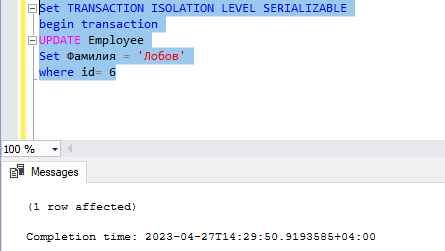 Set TRANSACTION ISOLATION LEVEL SERIALIZABLE
begin transaction
UPDATE Employee
Set Фамилия = 'Лобов'
where id= 6
100 %
Messages
(1 row affected)
Completion time: 2023-04-27T14:29:50.9193585+04:00